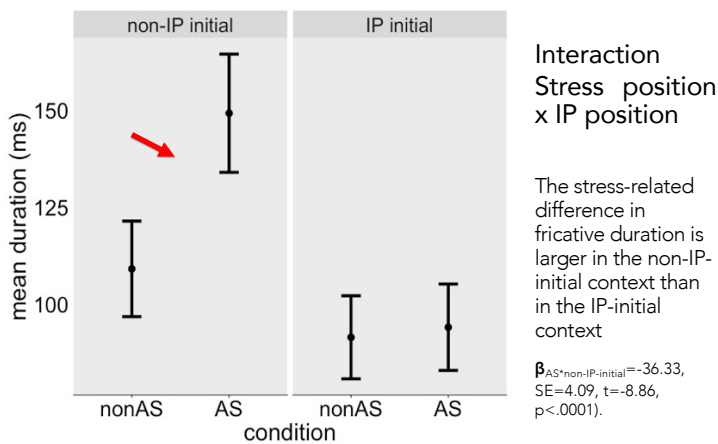 non-IP initial
IP initial
mean duration (ms)
150
125
100
nonAS
AS
nonAS
AS
condition
Interaction
Stress position
x IP position
The stress-related
difference in
fricative duration is
larger in the non-IP-
initial context than
in the IP-initial
context
βAS*non-IP-initial=-36.33,
SE=4.09, t=-8.86,
p<.0001).